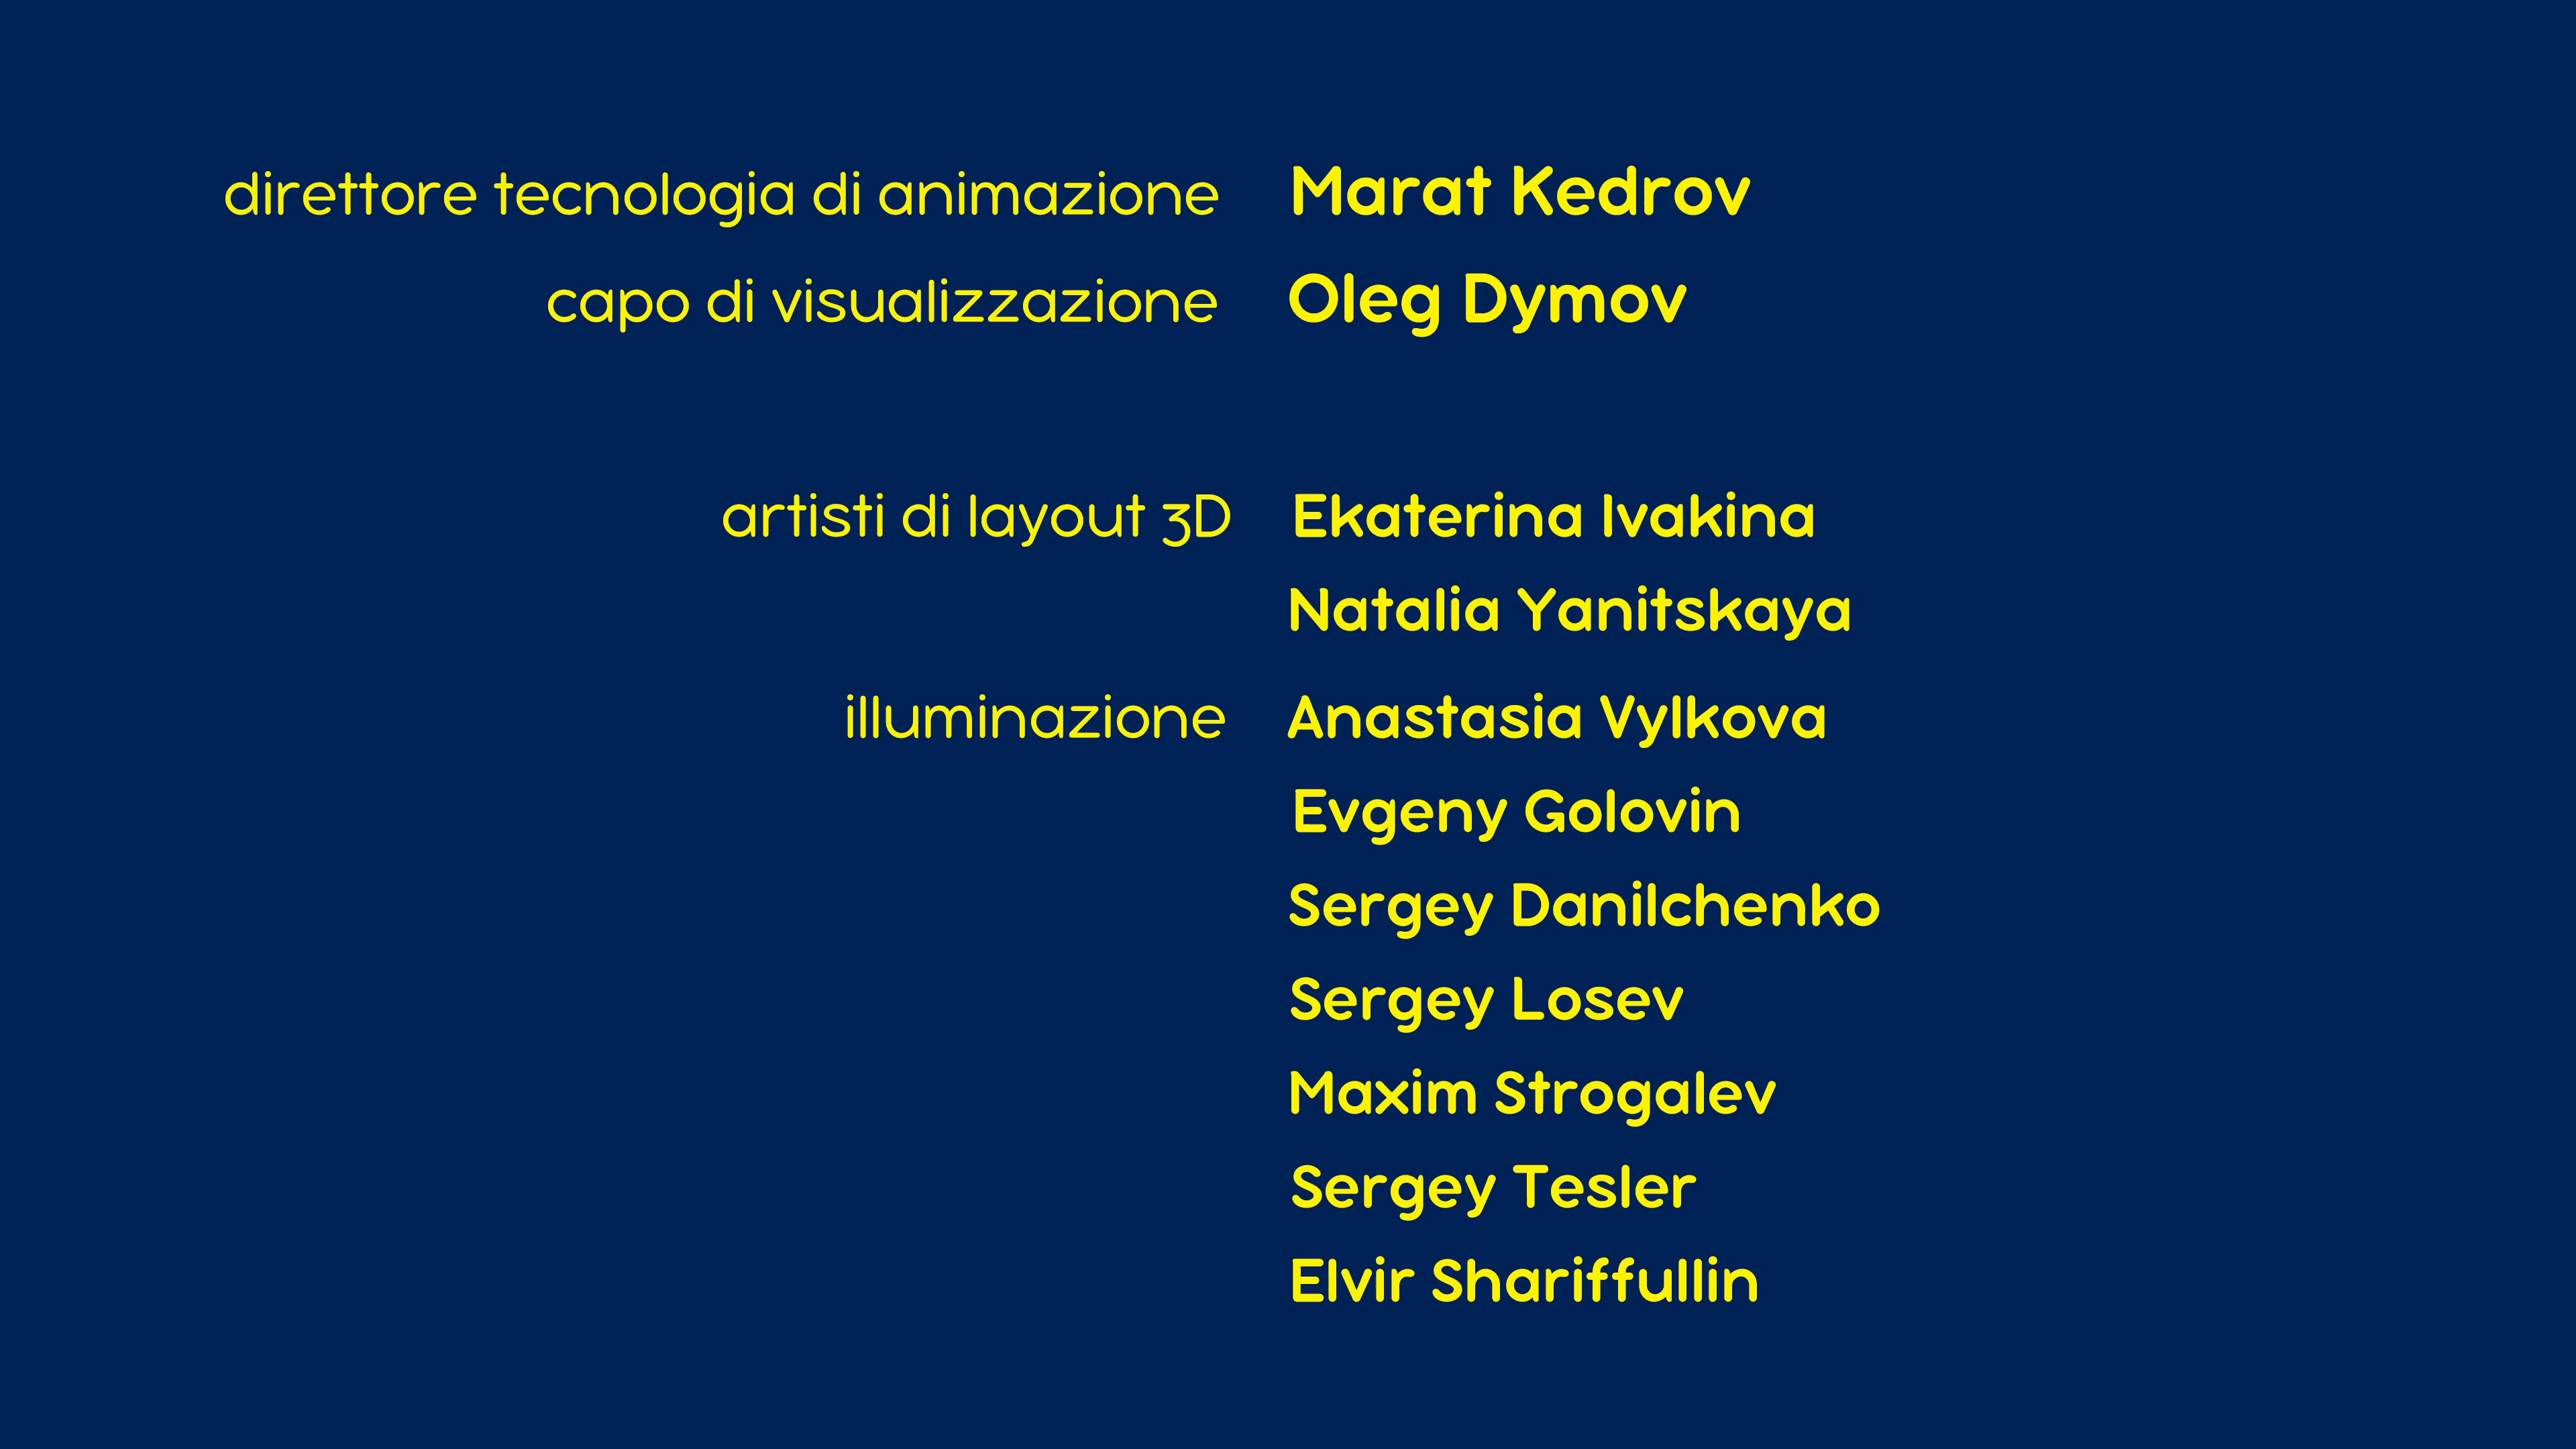 direttore tecnologia di animazione Marat Kedrov
capo di visualizzazione Oleg Dymov
artisti di layout 3D Ekaterina Ivakina
Natalia Yanitskaya
illuminazione Anastasia Vylkova
Evgeny Golovin
Sergey Danilchenko
Sergey Losev
Maxim Strogalev
Sergey Tesler
Elvir Shariffullin